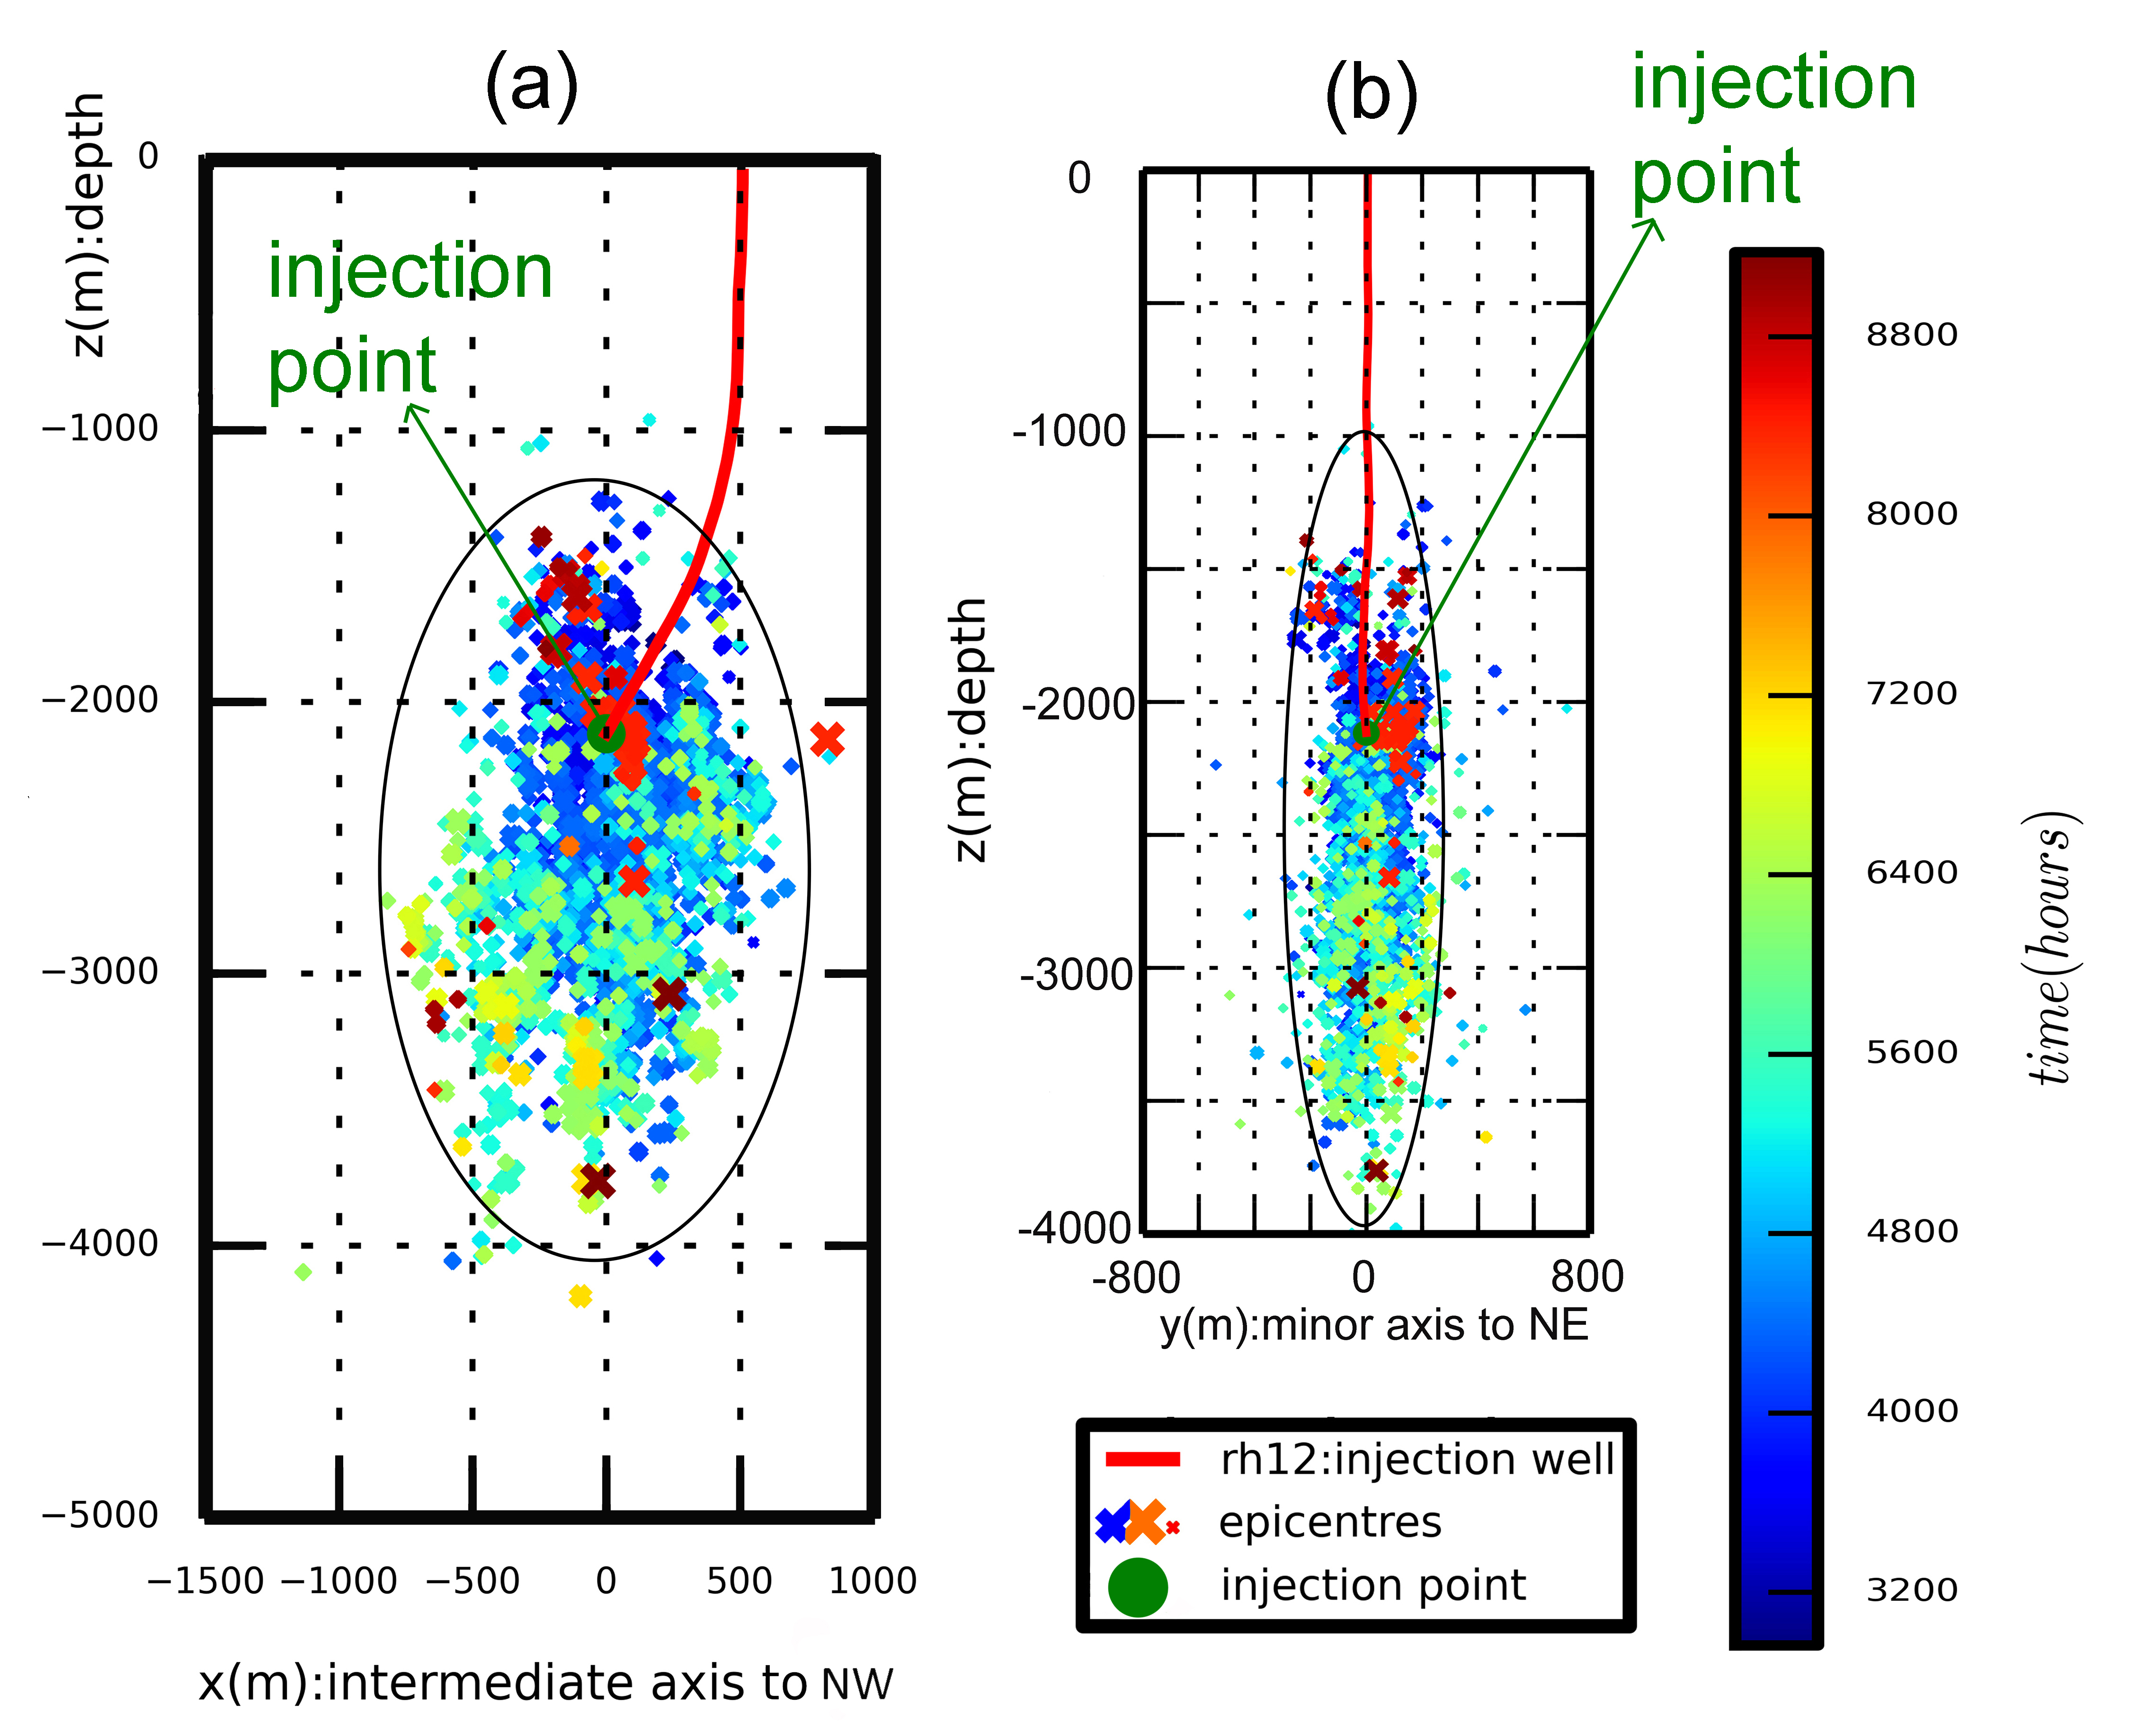 (a)
z(m):depth
0
−1000
−2000
−3000
−4000
−5000
injection
point
−1500
−1000
−500
0
500
1000
x(m):intermediate axis to NW
(b)
injection
point
z(m):depth
0
-1000
-2000
-3000
-4000
-800
0
800
y(m):minor axis to NE
rh12:injection well
epicentres
injection point
8800
8000
7200
6400
5600
4800
4000
3200
time(hours)